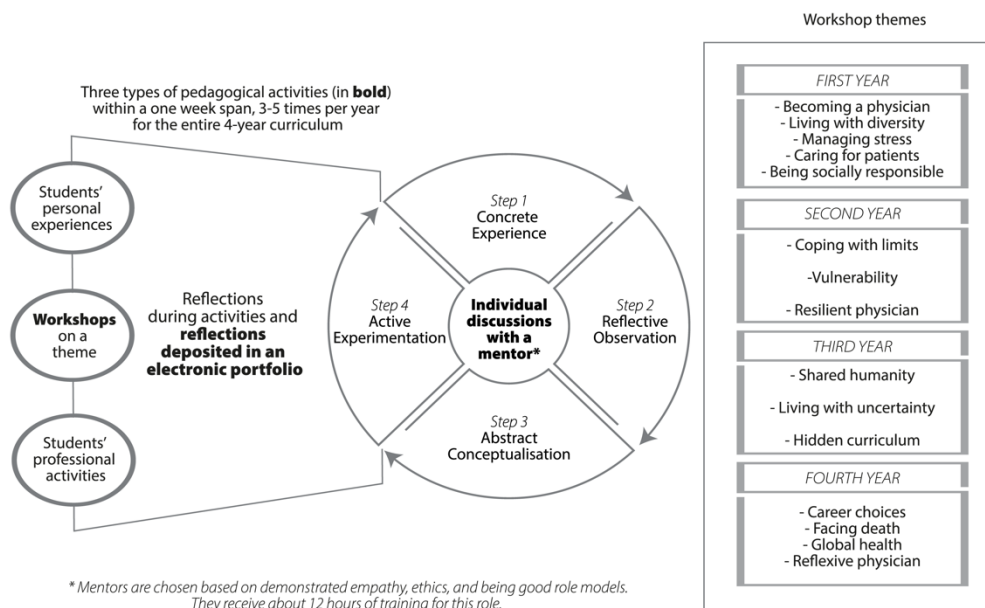 Three types of pedagogical activities (in bold)
within a one week span, 3-5 times per year
for the entire 4-year curriculum
Students'
personal
experiences
Workshops
on a
theme
Students'
professional
activities
Reflections
during activities and
reflections
deposited in an
electronic portfolio
Step 1
Concrete
Experience
Step 2
Reflective
Observation
Step 3
Abstract
Conceptualisation
Step 4
Active
Experimentation
Individual
discussions
with a
mentor*
* Mentors are chosen based on demonstrated empathy, ethics, and being good role models.
They receive about 12 hours of training for this role.
Workshop themes
FIRST YEAR
- Becoming a physician
- Living with diversity
- Managing stress
- Caring for patients
- Being socially responsible
SECOND YEAR
- Coping with limits
-Vulnerability
- Resilient physician
THIRD YEAR
- Shared humanity
- Living with uncertainty
- Hidden curriculum
FOURTH YEAR
- Career choices
- Facing death
- Global health
- Reflexive physician